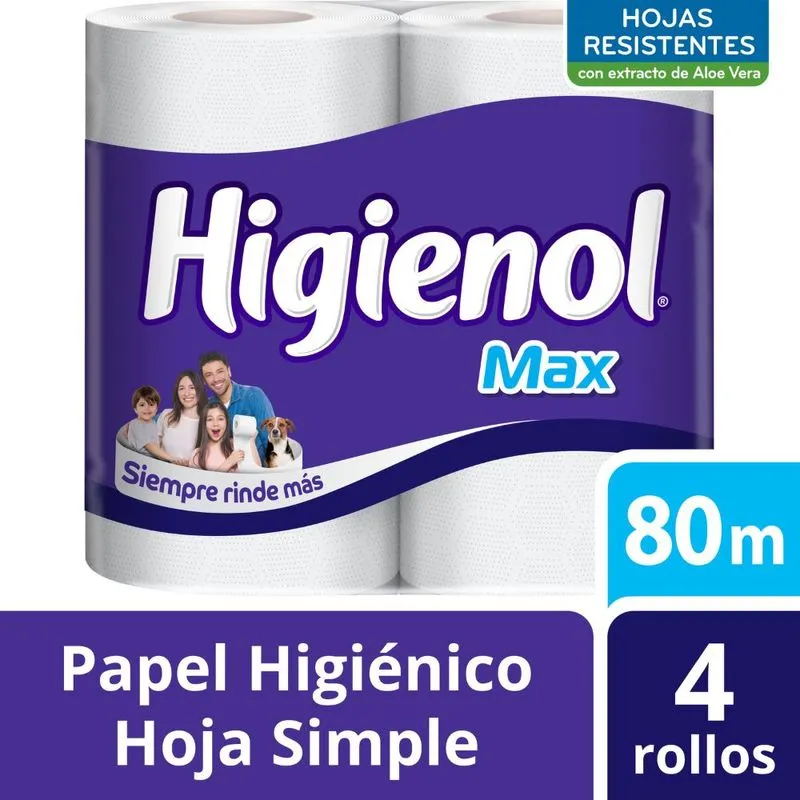 HOJAS
RESISTENTES
con extracto de Aloe Vera
Higienol®
Max
Siempre rinde más
80m
Papel Higiénico
Hoja Simple
4
rollos